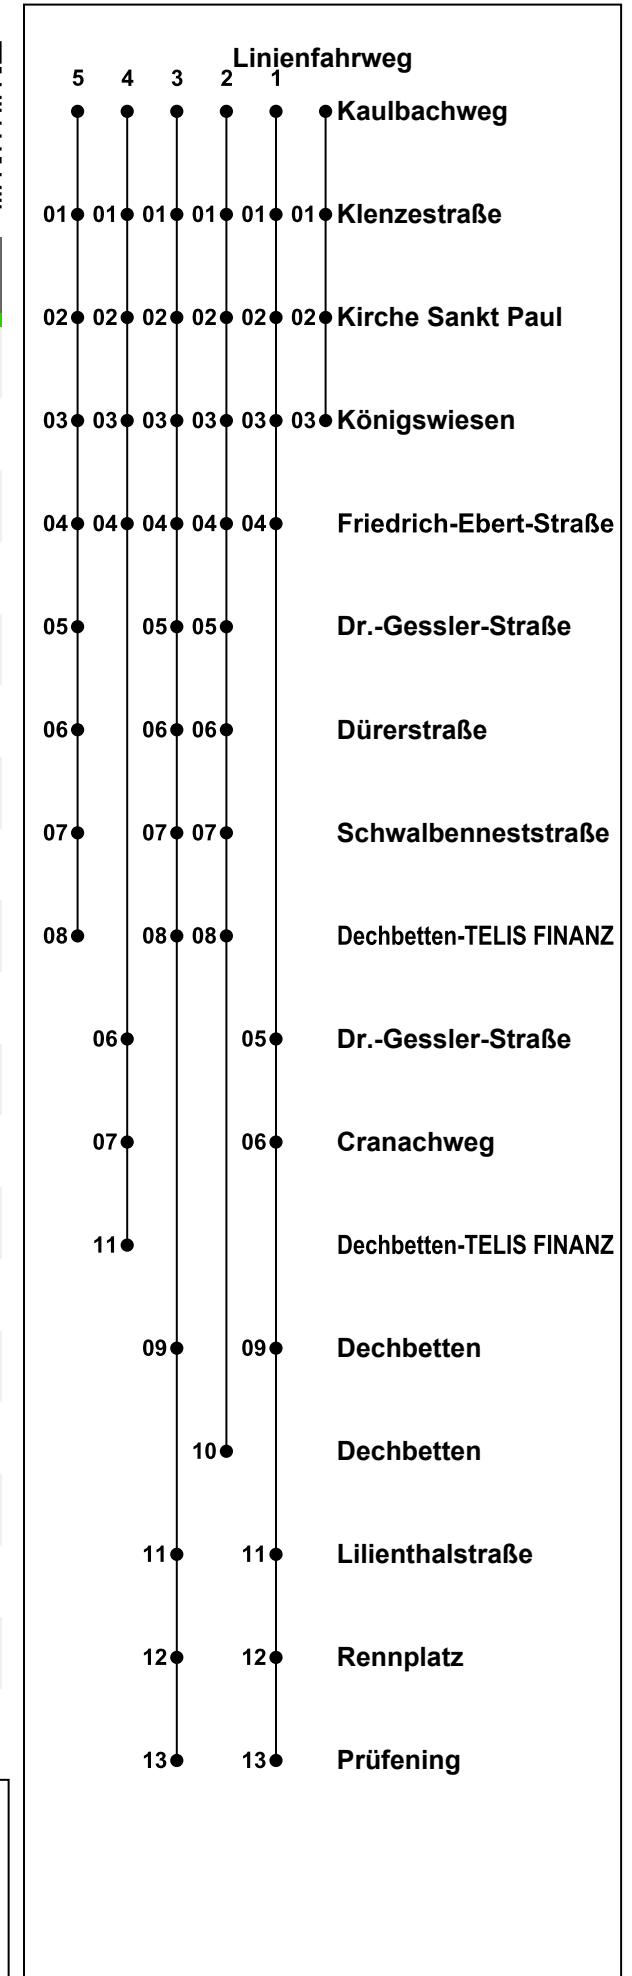 Linienfahrweg
5 4 3 2 1
Kaulbachweg
01 01 01 01 01 01 Klenzestraße
02 02 02 02 02 02 Kirche Sankt Paul
03 03 03 03 03 03 Königswiesen
04 04 04 04 04 Friedrich-Ebert-Straße
05 05 05 Dr.-Gessler-Straße
06 06 06 Dürerstraße
07 07 07 Schwalbenneststraße
08 08 08 Dechbetten-TELIS FINANZ
06 05 Dr.-Gessler-Straße
07 06 Cranachweg
11 Dechbetten-TELIS FINANZ
09 09 Dechbetten
10 Dechbetten
11 11 Lilienthalstraße
12 12 Rennplatz
13 13 Prüfening